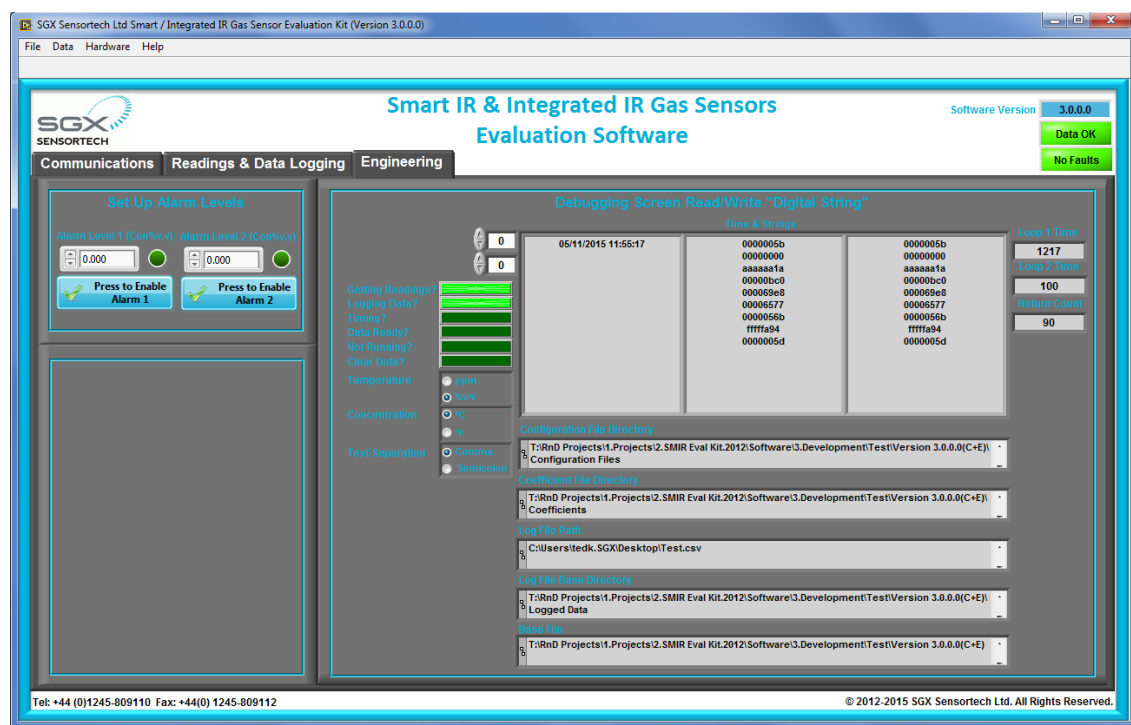 SGX Sensortech Ltd Smart / Integrated IR Gas Sensor Evaluation Kit (Version 3.0.0.0)
File Data Hardware Help
SGX
SENSORTECH
Smart IR & Integrated IR Gas Sensors
Evaluation Software
Software Version 3.0.0.0
Data OK
No Faults
Communications Readings & Data Logging Engineering
Set Up Alarm Levels
Alarm Level 1 (Con%v.v) Alarm Level 2 (Con%v.v)
0.000 0.000
Press to Enable Alarm 1
Press to Enable Alarm 2
Debugging Screen Read/Write "Digital String"
Time & Strings
0
0
Getting Readings?
Logging Data?
Timing?
Data Ready?
Not Running?
Clear Data?
Temperature
ppm
%v/v
Concentration
°C
°F
Text Separation
Comma
Semicolon
05/11/2015 11:55:17
0000005b 0000005b
00000000 00000000
aaaaaa1a aaaaaa1a
00000bc0 00000bc0
000069e8 000069e8
00006577 00006577
0000056b 0000056b
fffffa94 fffffa94
0000005d 0000005d
Loop 1 Time
1217
Loop 2 Time
100
Return Count
90
Configuration File Directory
T:\RnD Projects\1.Projects\2.SMIR Eval Kit.2012\Software\3.Development\Test\Version 3.0.0.0(C+E)\
Configuration Files
Coefficient File Directory
T:\RnD Projects\1.Projects\2.SMIR Eval Kit.2012\Software\3.Development\Test\Version 3.0.0.0(C+E)\
Coefficients
Log File Path
C:\Users\tedk.SGX\Desktop\Test.csv
Log File Base Directory
T:\RnD Projects\1.Projects\2.SMIR Eval Kit.2012\Software\3.Development\Test\Version 3.0.0.0(C+E)\
Logged Data
Base File
T:\RnD Projects\1.Projects\2.SMIR Eval Kit.2012\Software\3.Development\Test\Version 3.0.0.0(C+E)
Tel: +44 (0)1245-809110 Fax: +44(0) 1245-809112
© 2012-2015 SGX Sensortech Ltd. All Rights Reserved.